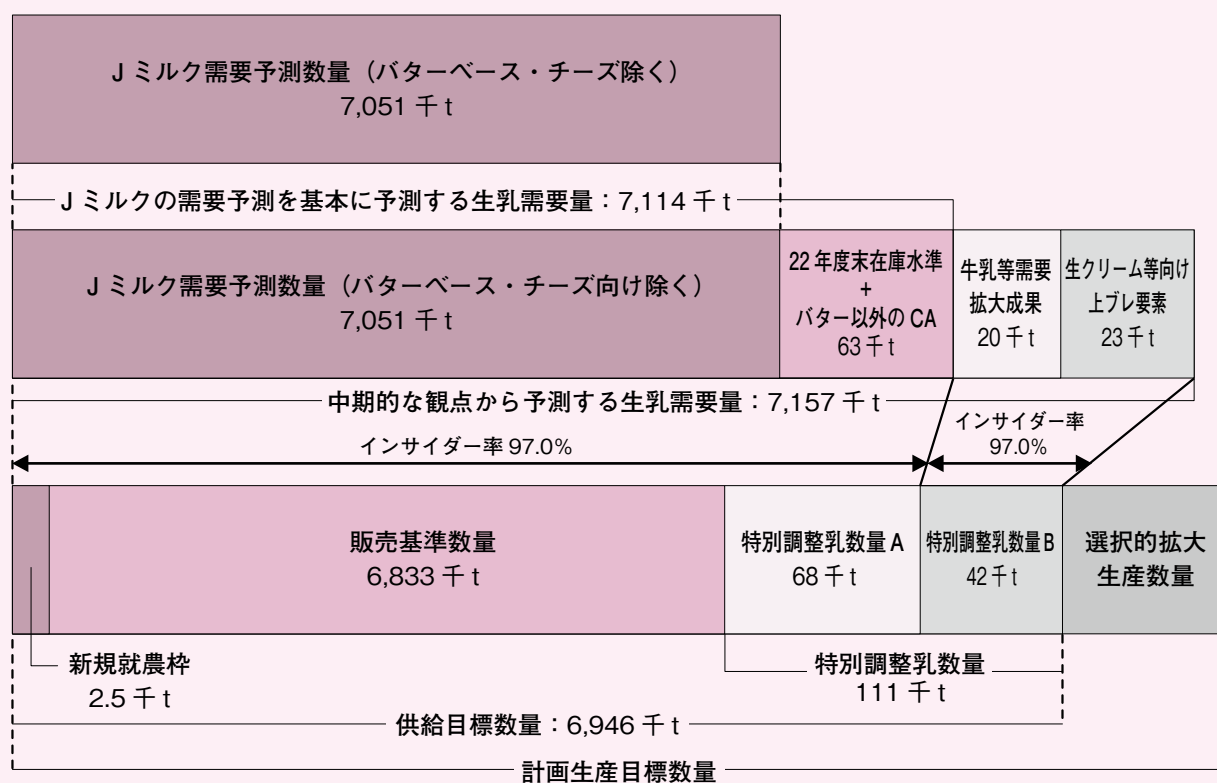 J ミルク需要予測数量（バターベース・チーズ除く）
7,051 千 t
J ミルクの需要予測を基本に予測する生乳需要量：7,114 千 t
J ミルク需要予測数量（バターベース・チーズ向け除く）
7,051 千 t
22 年度末在庫水準
+
バター以外の CA
63 千 t
牛乳等需要
拡大成果
20 千 t
生クリーム等向け
上ブレ要素
23 千 t
中期的な観点から予測する生乳需要量：7,157 千 t
インサイダー率 97.0%
インサイダー率
97.0%
販売基準数量
6,833 千 t
特別調整乳数量 A
68 千 t
特別調整乳数量 B
42 千 t
選択的拡大
生産数量
新規就農枠
2.5 千 t
特別調整乳数量
111 千 t
供給目標数量：6,946 千 t
計画生産目標数量